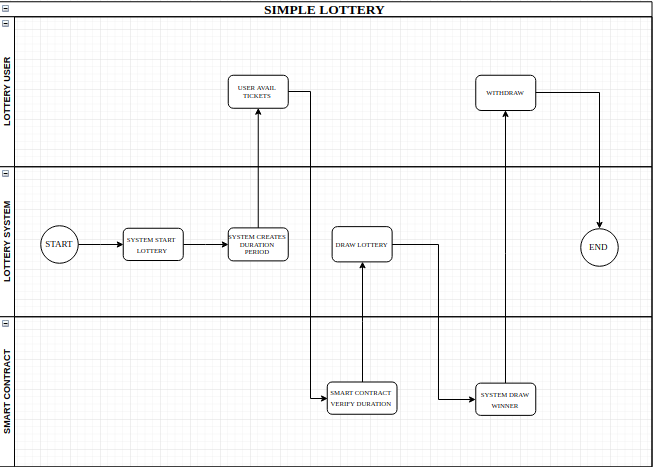 SIMPLE LOTTERY
LOTTERY USER
USER AVAIL
TICKETS
WITHDRAW
LOTTERY SYSTEM
START
SYSTEM START
LOTTERY
SYSTEM CREATES
DURATION
PERIOD
DRAW LOTTERY
END
SMART CONTRACT
SMART CONTRACT
VERIFY DURATION
SYSTEM DRAW
WINNER